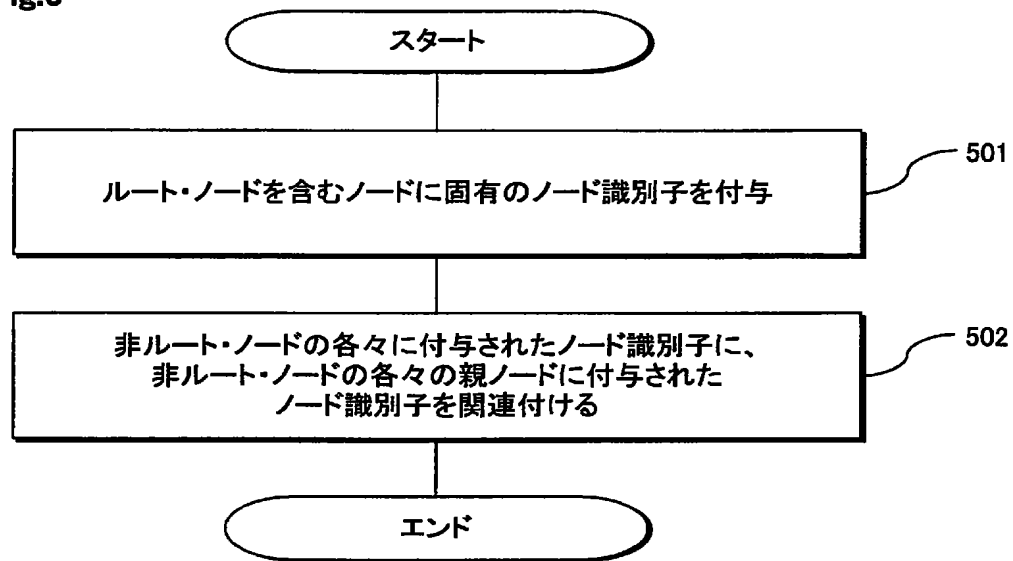 スタート
ルート・ノードを含むノードに固有のノード識別子を付与
501
非ルート・ノードの各々に付与されたノード識別子に、
非ルート・ノードの各々の親ノードに付与された
ノード識別子を関連付ける
502
エンド